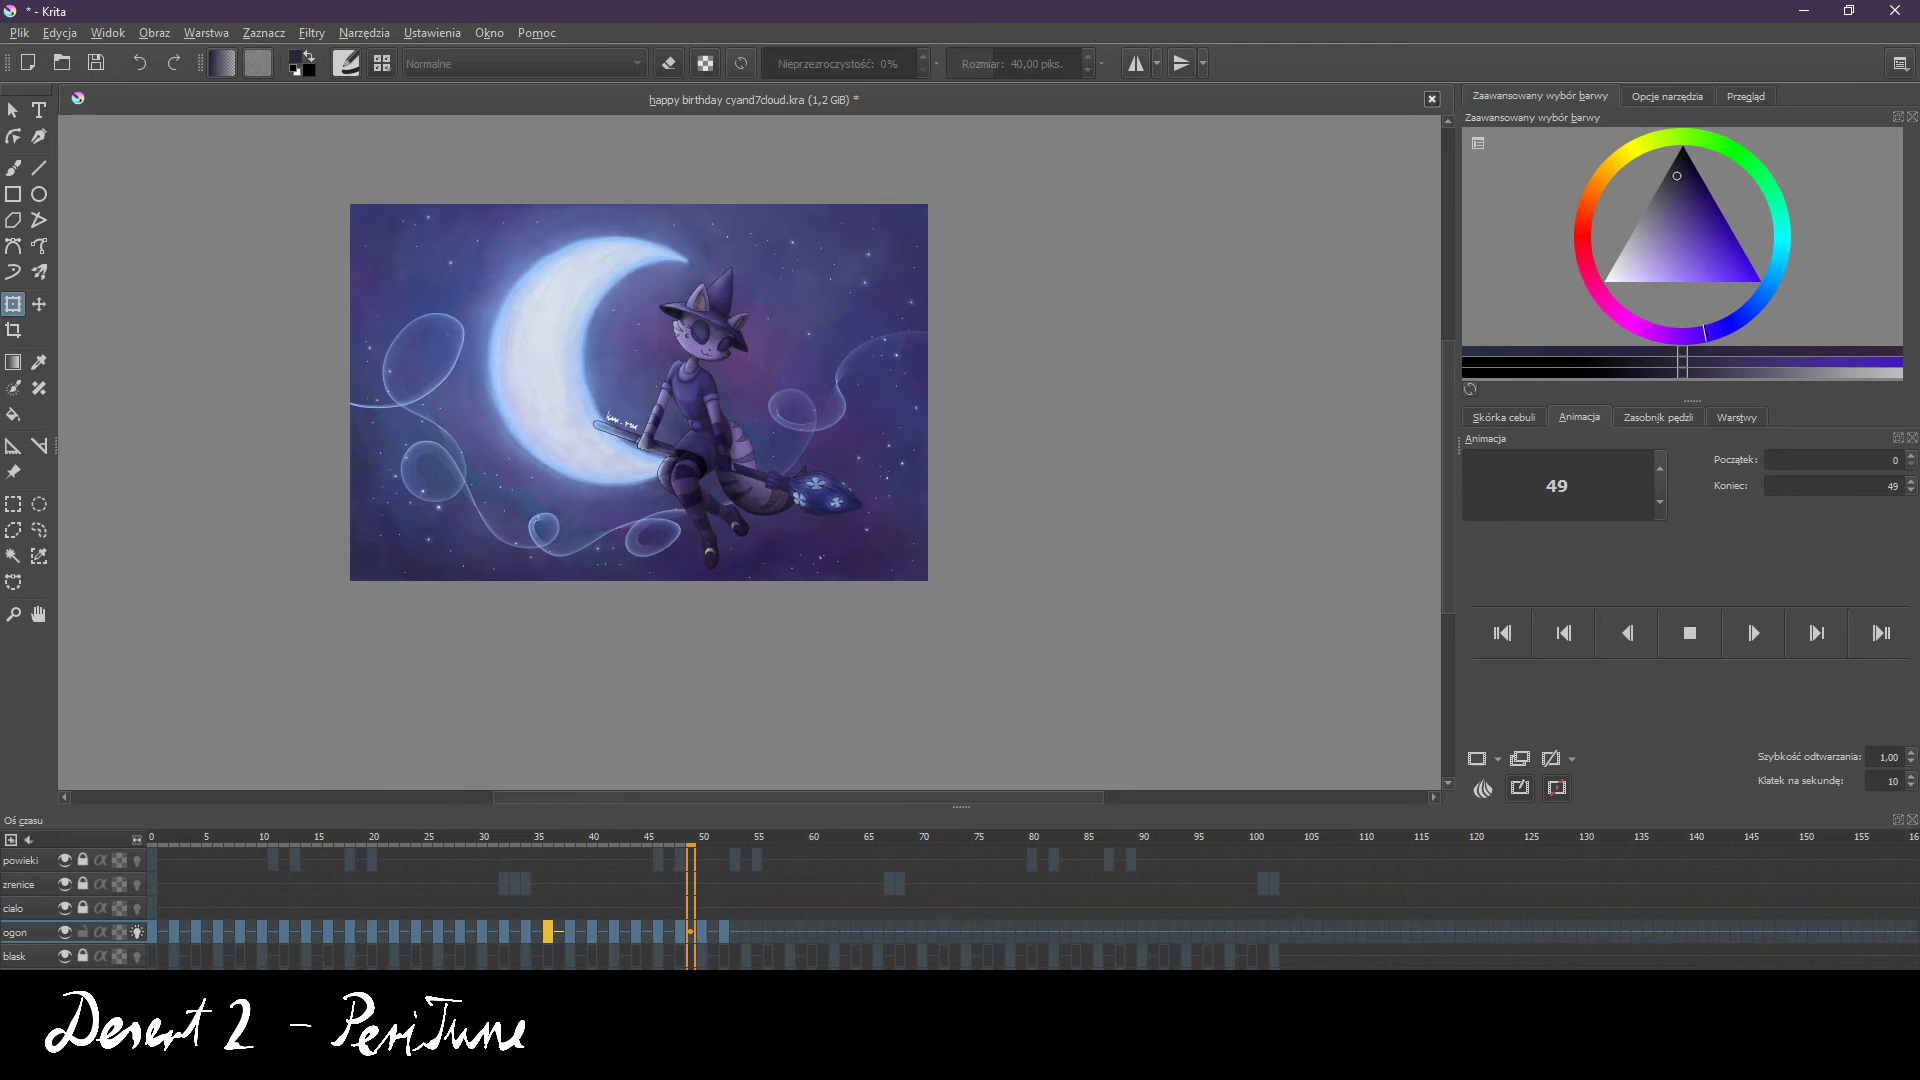 * - Krita
Plik Edycja Widok Obraz Warstwa Zaznacz Filtry Narzędzia Ustawienia Okno Pomoc
Normalne Nieprzezroczystość: 0% Rozmiar: 40,00 piks.
happy birthday cyand7cloud.kra (1,2 GiB) *
Zaawansowany wybór barwy Opcje narzędzia Przegląd
Zaawansowany wybór barwy
Skórka cebuli Animacja Zasobnik pędzli Warstwy
Animacja
49
Początek: 0
Koniec: 49
Szybkość odtwarzania: 1,00
Klatek na sekundę: 10
Oś czasu
0 5 10 15 20 25 30 35 40 45 50 55 60 65 70 75 80 85 90 95 100 105 110 115 120 125 130 135 140 145 150 155 16
powieki
zrenice
cialo
ogon
blask
Desert 2 - PeriTune